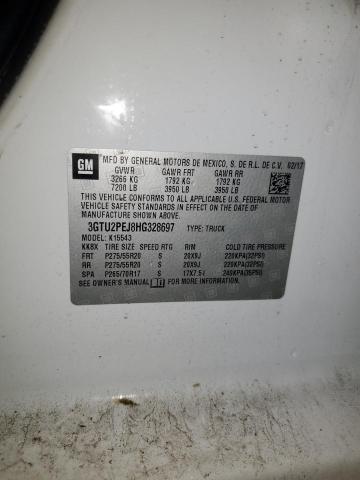 GM
MFD BY GENERAL MOTORS DE MEXICO, S. DE R.L. DE C.V. 02/17
GVWR GAWR FRT GAWR RR
3266 KG 1792 KG 1792 KG
7200 LB 3950 LB 3950 LB
THIS VEHICLE CONFORMS TO ALL APPLICABLE U.S. FEDERAL MOTOR
VEHICLE SAFETY AND THEFT PREVENTION STANDARDS IN EFFECT ON THE
DATE OF MANUFACTURE SHOWN ABOVE.
3GTU2PEJ8HG328697 TYPE: TRUCK
MODEL: K15543
KK8X TIRE SIZE SPEED RTG RIM COLD TIRE PRESSURE
FRT P275/55R20 S 20X9J 220KPA(32PSI)
RR P275/55R20 S 20X9J 220KPA(32PSI)
SPA P265/70R17 S 17X7.5J 240KPA(35PSI)
SEE OWNER'S MANUAL FOR MORE INFORMATION.